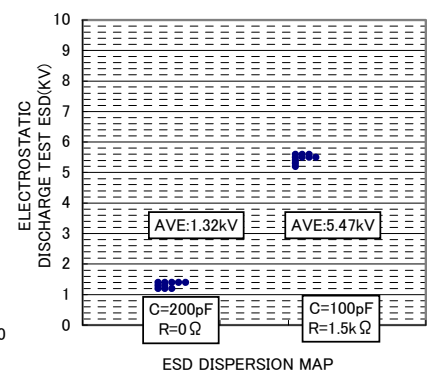 ELECTROSTATIC
DISCHARGE TEST ESD(KV)
10
9
8
7
6
5
4
3
2
1
0
AVE:1.32kV
AVE:5.47kV
C=200pF
R=0Ω
C=100pF
R=1.5kΩ
0
ESD DISPERSION MAP